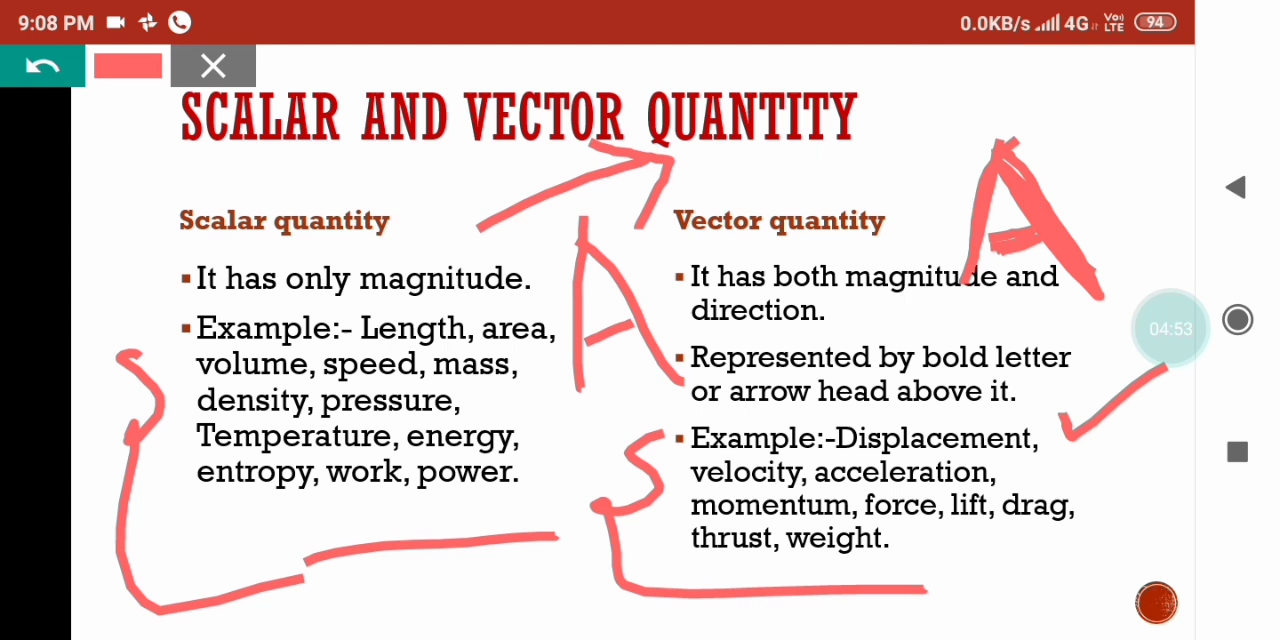 9:08 PM
0.0KB/s 4G Vo) LTE 94
SCALAR AND VECTOR QUANTITY
Scalar quantity
▪ It has only magnitude.
▪ Example:- Length, area,
volume, speed, mass,
density, pressure,
Temperature, energy,
entropy, work, power.
A
Vector quantity
▪ It has both magnitude and
direction.
▪ Represented by bold letter
or arrow head above it.
▪ Example:-Displacement,
velocity, acceleration,
momentum, force, lift, drag,
thrust, weight.
A
04:53